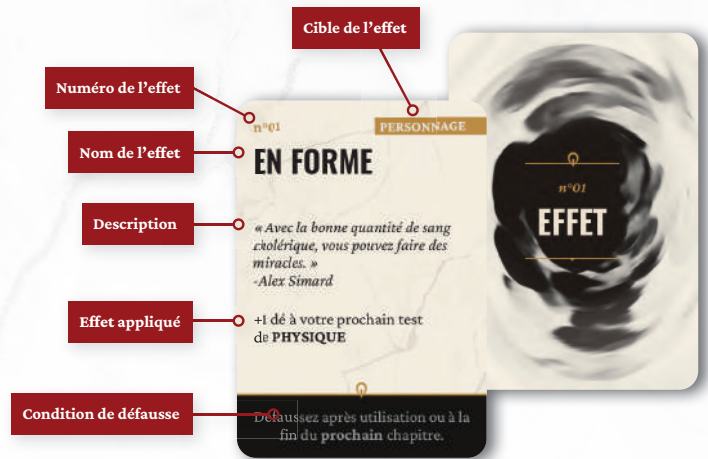 Cible de l'effet
Numéro de l'effet
n°01
PERSONNAGE
Nom de l'effet
EN FORME
n°01
EFFET
Description
« Avec la bonne quantité de sang
cholérique, vous pouvez faire des
miracles. »
-Alex Simard
Effet appliqué
+1 dé à votre prochain test
de PHYSIQUE
Condition de défausse
Défaussez après utilisation ou à la
fin du prochain chapitre.